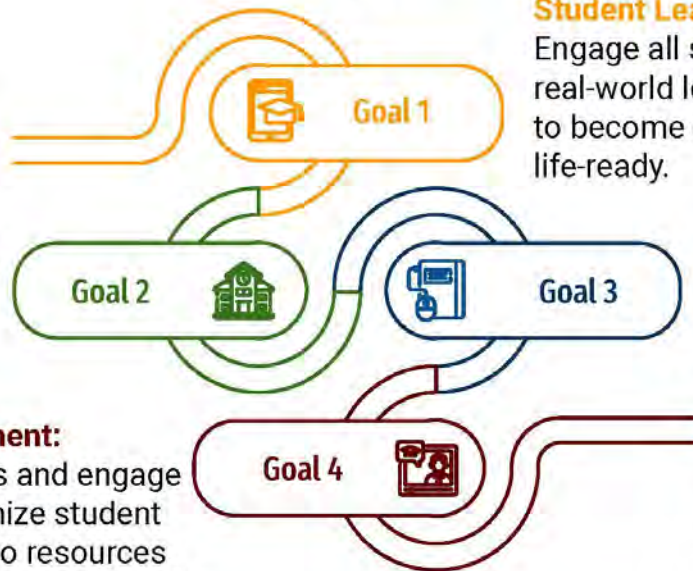 Student Lea
Engage all s
real-world le
to become
life-ready.
Goal 1
Goal 2
Goal 3
Goal 4
nent:
s and engage
nize student
o resources